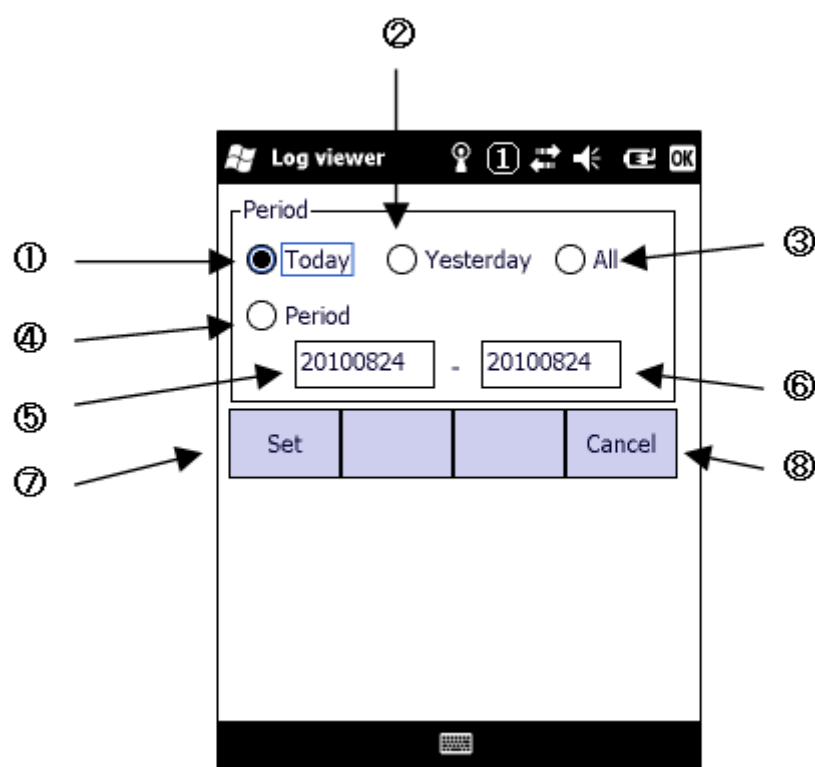 ②
Log viewer 1 OK
Period
① Today Yesterday All ③
④ Period
⑤ 20100824 - 20100824 ⑥
⑦ Set Cancel ⑧